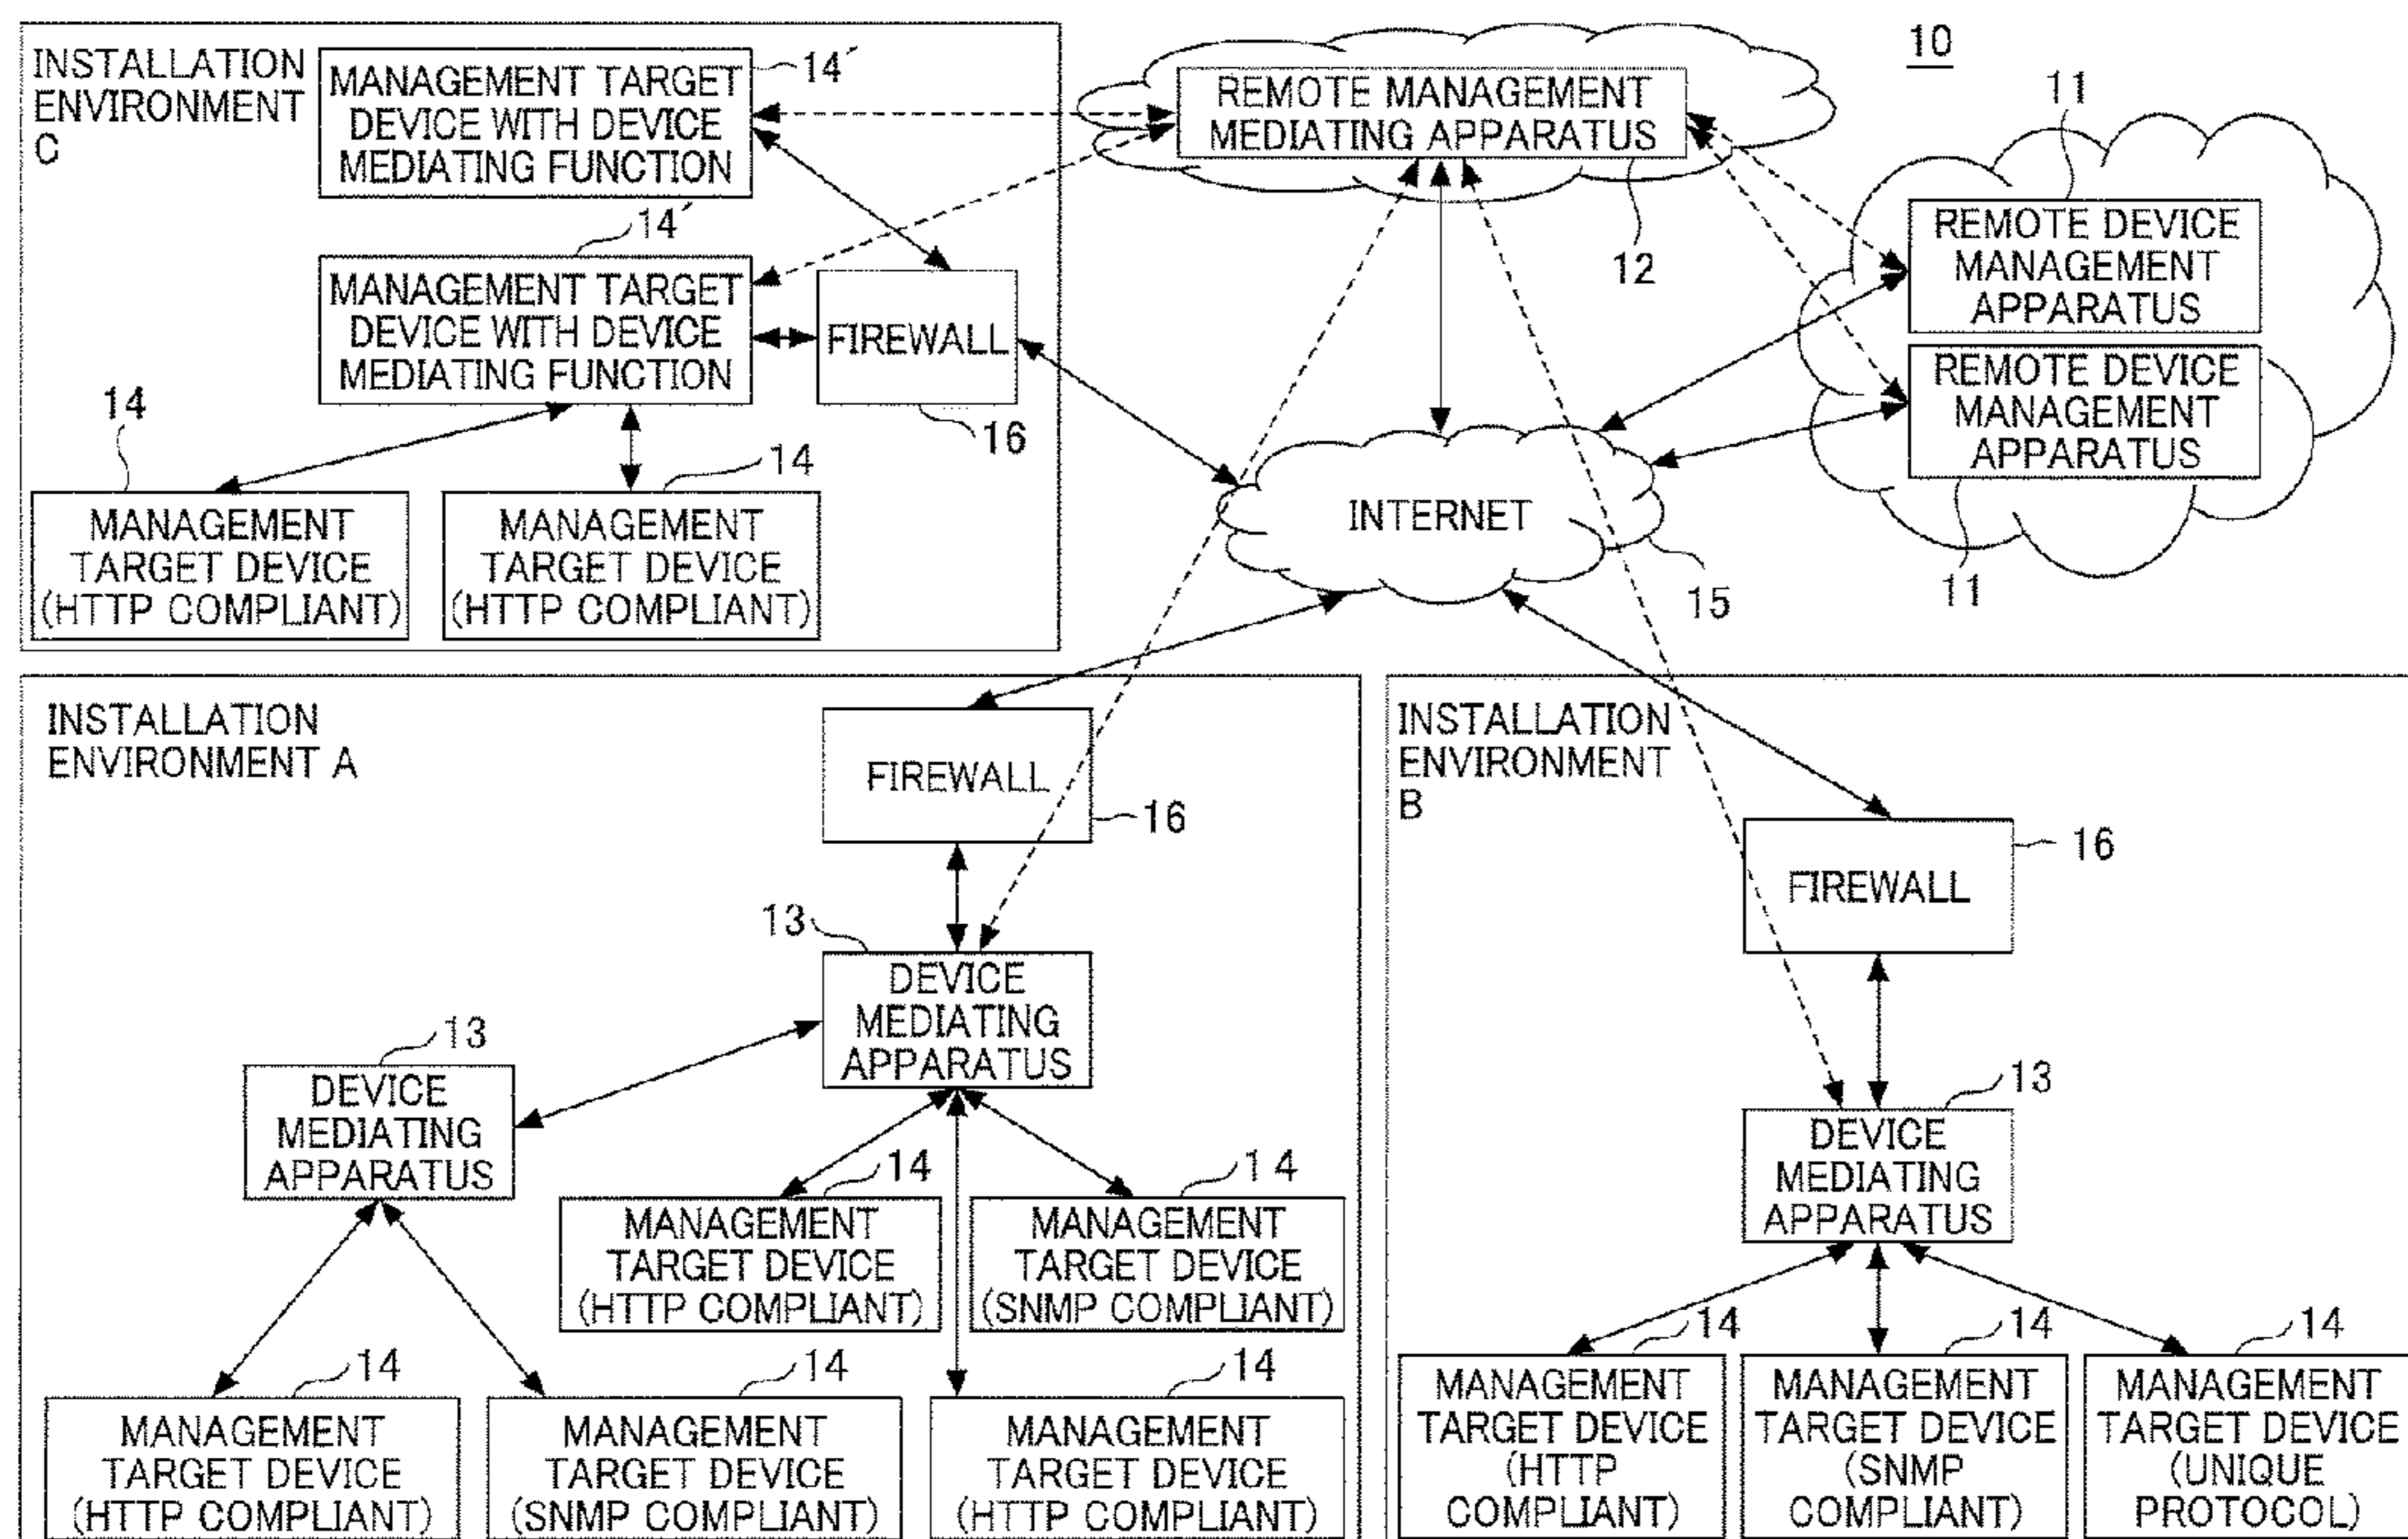 10
INSTALLATION
ENVIRONMENT
C
MANAGEMENT TARGET
DEVICE WITH DEVICE
MEDIATING FUNCTION
14′
MANAGEMENT TARGET
DEVICE WITH DEVICE
MEDIATING FUNCTION
14′
FIREWALL
16
14
MANAGEMENT
TARGET DEVICE
(HTTP COMPLIANT)
14
MANAGEMENT
TARGET DEVICE
(HTTP COMPLIANT)
REMOTE MANAGEMENT
MEDIATING APPARATUS
12
11
REMOTE DEVICE
MANAGEMENT
APPARATUS
REMOTE DEVICE
MANAGEMENT
APPARATUS
11
INTERNET
15
INSTALLATION
ENVIRONMENT A
FIREWALL
16
13
DEVICE
MEDIATING
APPARATUS
13
DEVICE
MEDIATING
APPARATUS
14
MANAGEMENT
TARGET DEVICE
(HTTP COMPLIANT)
14
MANAGEMENT
TARGET DEVICE
(SNMP COMPLIANT)
14
MANAGEMENT
TARGET DEVICE
(HTTP COMPLIANT)
14
MANAGEMENT
TARGET DEVICE
(SNMP COMPLIANT)
14
MANAGEMENT
TARGET DEVICE
(HTTP COMPLIANT)
INSTALLATION
ENVIRONMENT
B
FIREWALL
16
13
DEVICE
MEDIATING
APPARATUS
14
MANAGEMENT
TARGET DEVICE
(HTTP
COMPLIANT)
14
MANAGEMENT
TARGET DEVICE
(SNMP
COMPLIANT)
14
MANAGEMENT
TARGET DEVICE
(UNIQUE
PROTOCOL)